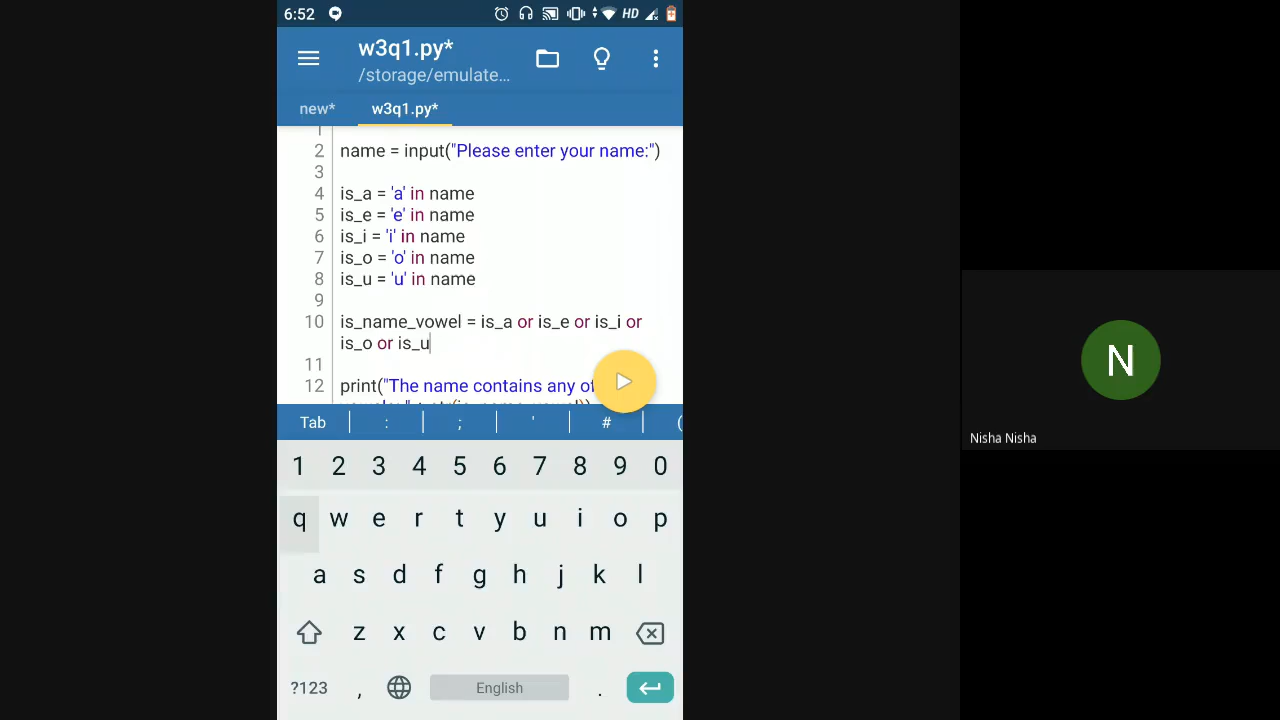 6:52 HD
w3q1.py*
/storage/emulate...
new* w3q1.py*
1
2 name = input("Please enter your name:")
3
4 is_a = 'a' in name
5 is_e = 'e' in name
6 is_i = 'i' in name
7 is_o = 'o' in name
8 is_u = 'u' in name
9
10 is_name_vowel = is_a or is_e or is_i or
is_o or is_u
11
12 print("The name contains any of
Tab : ; ' # (
1 2 3 4 5 6 7 8 9 0
q w e r t y u i o p
a s d f g h j k l
z x c v b n m
?123 , English .
N
Nisha Nisha